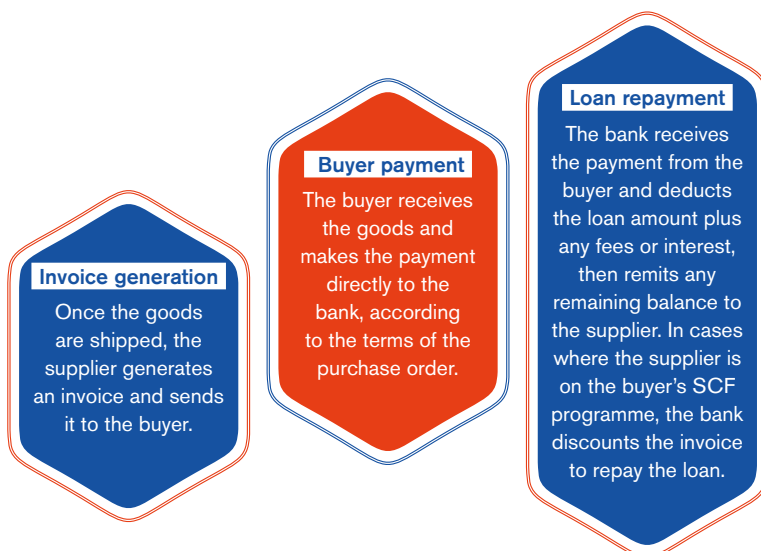 Invoice generation
Once the goods
are shipped, the
supplier generates
an invoice and sends
it to the buyer.
Buyer payment
The buyer receives
the goods and
makes the payment
directly to the
bank, according
to the terms of the
purchase order.
Loan repayment
The bank receives
the payment from the
buyer and deducts
the loan amount plus
any fees or interest,
then remits any
remaining balance to
the supplier. In cases
where the supplier is
on the buyer’s SCF
programme, the bank
discounts the invoice
to repay the loan.